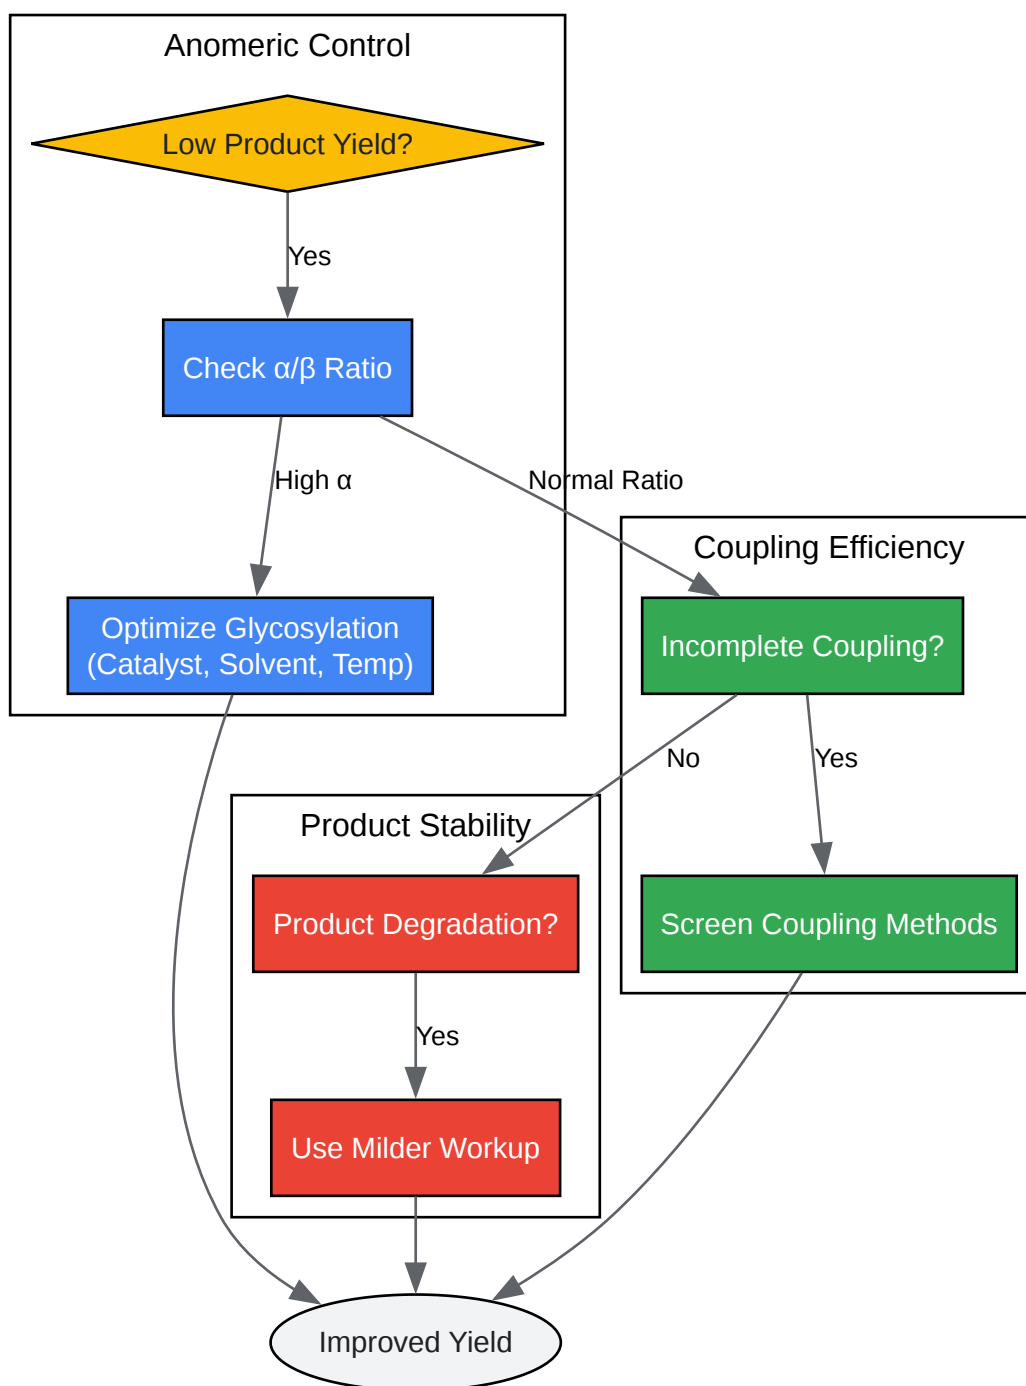 Anomeric Control
Low Product Yield?
Yes
Check α/β Ratio
High α
Normal Ratio
Optimize Glycosylation
(Catalyst, Solvent, Temp)
Coupling Efficiency
Incomplete Coupling?
No
Yes
Screen Coupling Methods
Product Stability
Product Degradation?
Yes
Use Milder Workup
Improved Yield